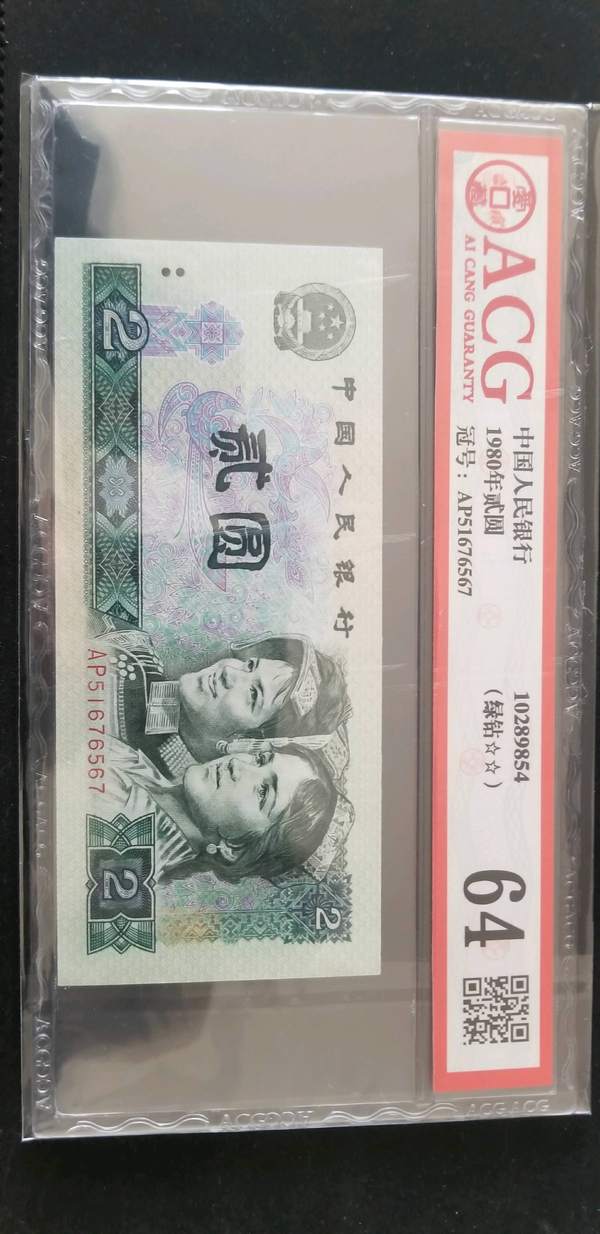 ACG
AI CANG GUARANTY
中国人民银行
1980年贰圆
冠号：AP51676567
10289854
（绿钻☆☆）
64
中国人民银行
贰圆
2
AP51676567
2
2